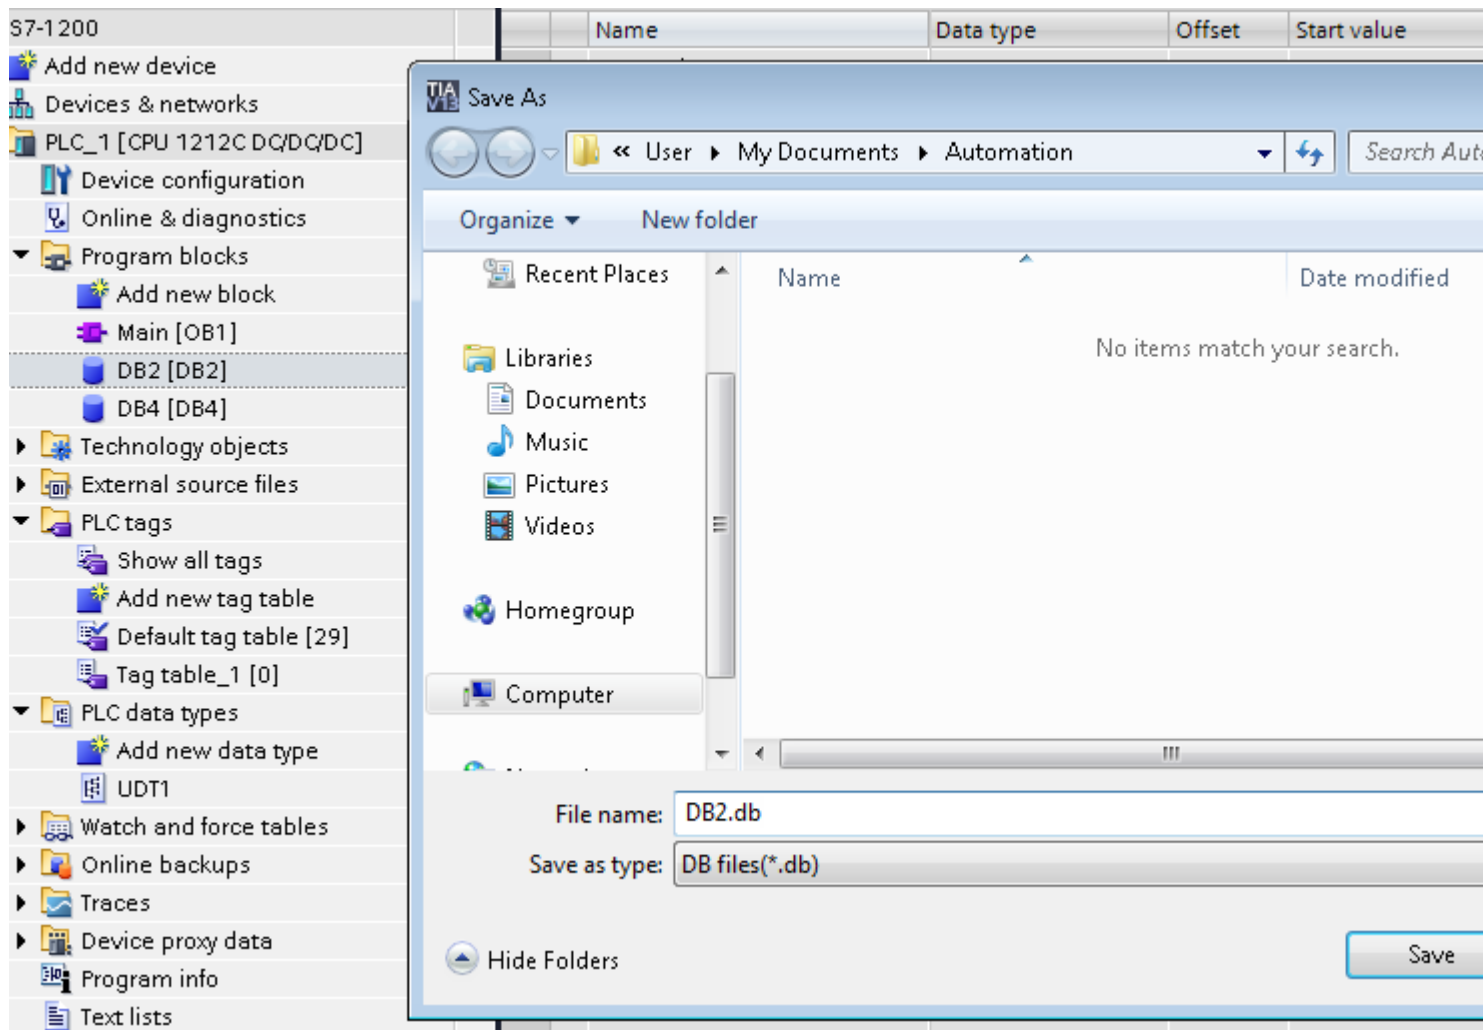 S7-1200
Add new device
Devices & networks
PLC_1 [CPU 1212C DC/DC/DC]
Device configuration
Online & diagnostics
Program blocks
Add new block
Main [OB1]
DB2 [DB2]
DB4 [DB4]
Technology objects
External source files
PLC tags
Show all tags
Add new tag table
Default tag table [29]
Tag table_1 [0]
PLC data types
Add new data type
UDT1
Watch and force tables
Online backups
Traces
Device proxy data
Program info
Text lists
Name Data type Offset Start value
TIA V13 Save As
« User My Documents Automation
Organize New folder
Recent Places
Libraries
Documents
Music
Pictures
Videos
Homegroup
Computer
Name Date modified
No items match your search.
File name: DB2.db
Save as type: DB files(*.db)
Hide Folders Save